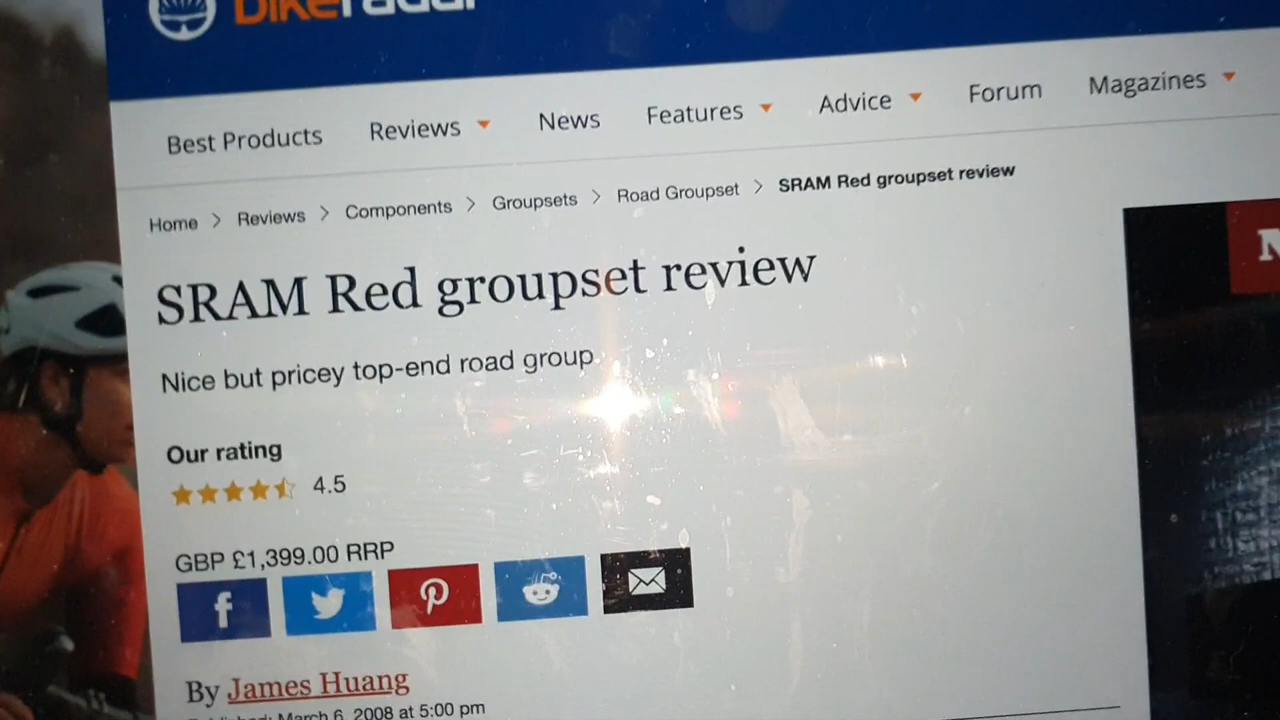 bikeradar
Best Products Reviews News Features Advice Forum Magazines
Home > Reviews > Components > Groupsets > Road Groupset > SRAM Red groupset review
SRAM Red groupset review
Nice but pricey top-end road group
Our rating
4.5
GBP £1,399.00 RRP
By James Huang
Published: March 6, 2008 at 5:00 pm